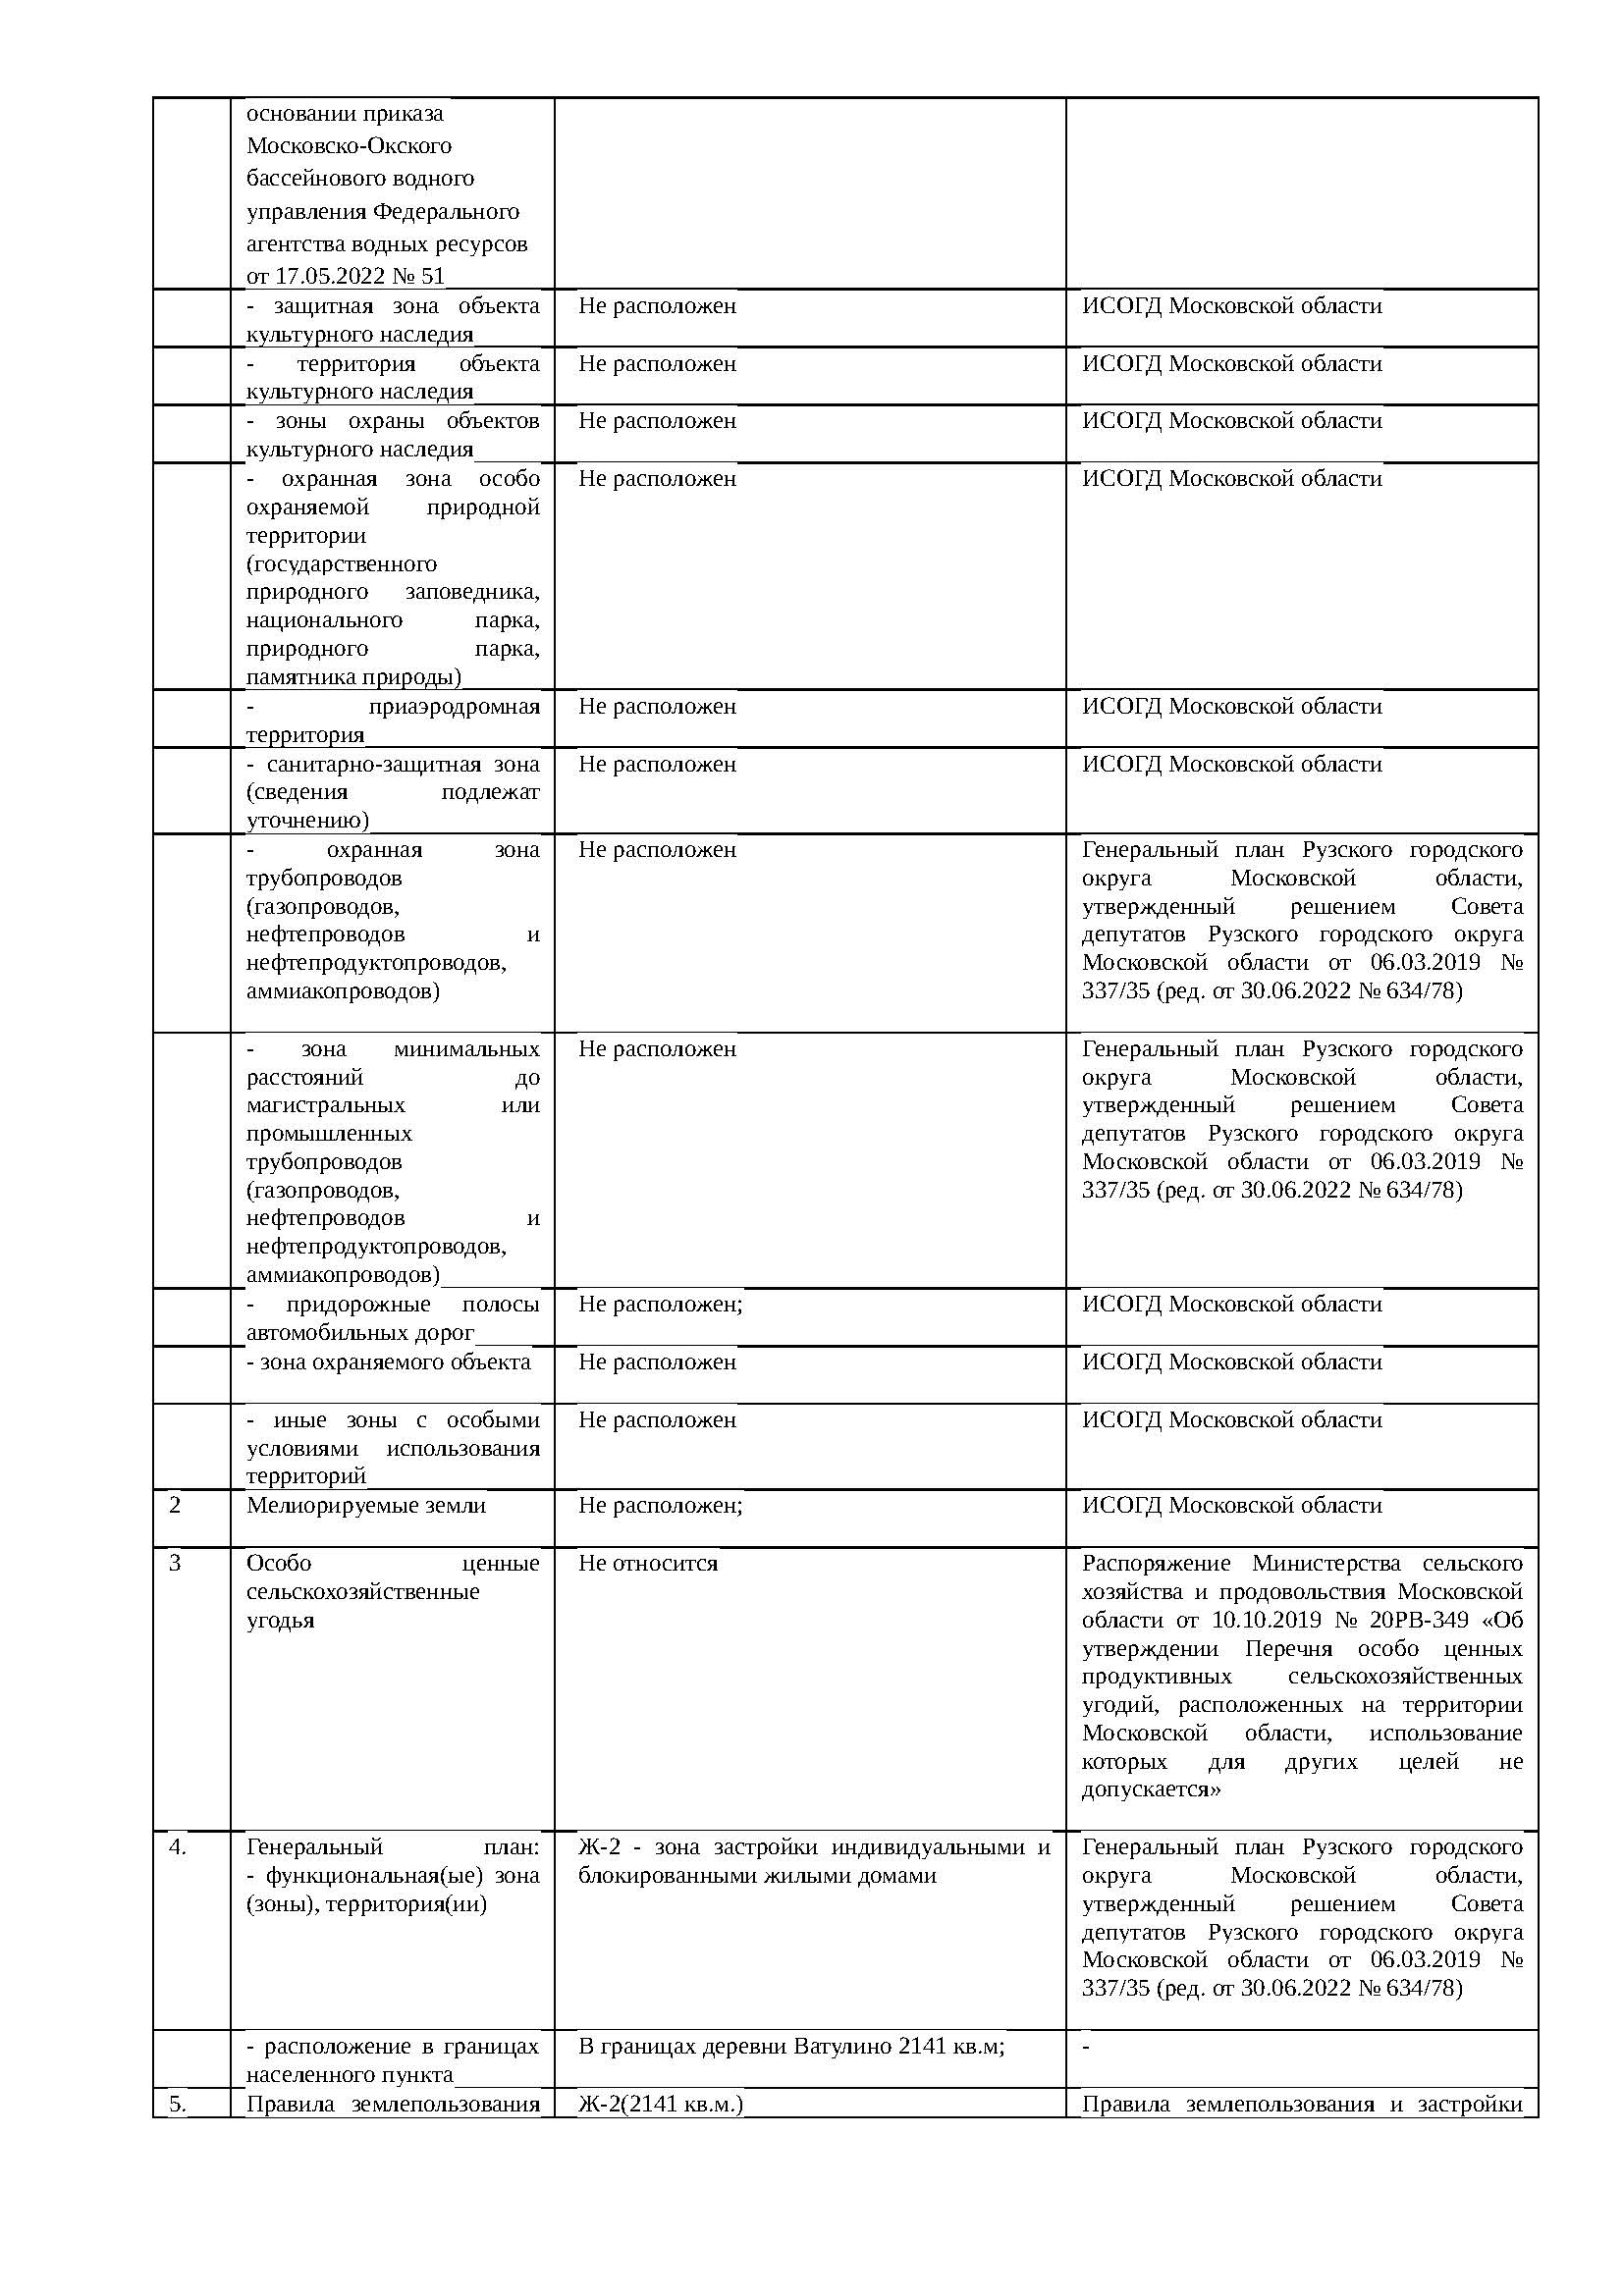 основании приказа
Московско-Окского
бассейнового водного
управления Федерального
агентства водных ресурсов
от 17.05.2022 № 51
- защитная зона объекта
культурного наследия
Не расположен
ИСОГД Московской области
- территория объекта
культурного наследия
Не расположен
ИСОГД Московской области
- зоны охраны объектов
культурного наследия
Не расположен
ИСОГД Московской области
- охранная зона особо
охраняемой природной
территории
(государственного
природного заповедника,
национального парка,
природного парка,
памятника природы)
Не расположен
ИСОГД Московской области
- приаэродромная
территория
Не расположен
ИСОГД Московской области
- санитарно-защитная зона
(сведения подлежат
уточнению)
Не расположен
ИСОГД Московской области
- охранная зона
трубопроводов
(газопроводов,
нефтепроводов и
нефтепродуктопроводов,
аммиакопроводов)
Не расположен
Генеральный план Рузского городского
округа Московской области,
утвержденный решением Совета
депутатов Рузского городского округа
Московской области от 06.03.2019 №
337/35 (ред. от 30.06.2022 № 634/78)
- зона минимальных
расстояний до
магистральных или
промышленных
трубопроводов
(газопроводов,
нефтепроводов и
нефтепродуктопроводов,
аммиакопроводов)
Не расположен
Генеральный план Рузского городского
округа Московской области,
утвержденный решением Совета
депутатов Рузского городского округа
Московской области от 06.03.2019 №
337/35 (ред. от 30.06.2022 № 634/78)
- придорожные полосы
автомобильных дорог
Не расположен;
ИСОГД Московской области
- зона охраняемого объекта
Не расположен
ИСОГД Московской области
- иные зоны с особыми
условиями использования
территорий
Не расположен
ИСОГД Московской области
2
Мелиорируемые земли
Не расположен;
ИСОГД Московской области
3
Особо ценные
сельскохозяйственные
угодья
Не относится
Распоряжение Министерства сельского
хозяйства и продовольствия Московской
области от 10.10.2019 № 20РВ-349 «Об
утверждении Перечня особо ценных
продуктивных сельскохозяйственных
угодий, расположенных на территории
Московской области, использование
которых для других целей не
допускается»
4.
Генеральный план:
- функциональная(ые) зона
(зоны), территория(ии)
Ж-2 - зона застройки индивидуальными и
блокированными жилыми домами
Генеральный план Рузского городского
округа Московской области,
утвержденный решением Совета
депутатов Рузского городского округа
Московской области от 06.03.2019 №
337/35 (ред. от 30.06.2022 № 634/78)
- расположение в границах
населенного пункта
В границах деревни Ватулино 2141 кв.м;
-
5.
Правила землепользования
Ж-2(2141 кв.м.)
Правила землепользования и застройки